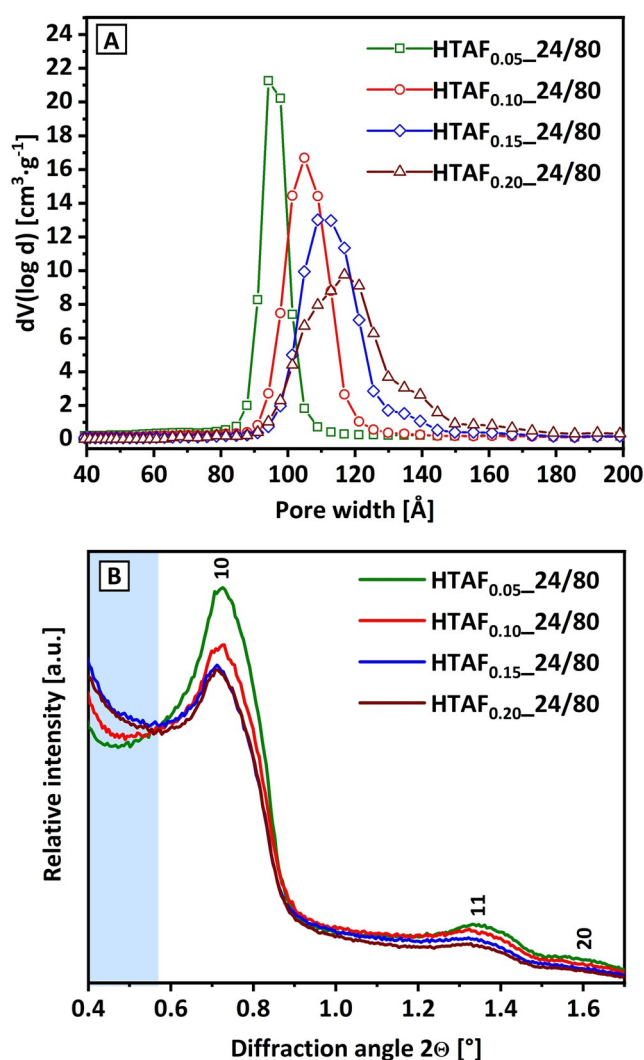 A
HTAF0.05_24/80
HTAF0.10_24/80
HTAF0.15_24/80
HTAF0.20_24/80
dV(log d) [cm³·g⁻¹]
24
22
20
18
16
14
12
10
8
6
4
2
0
40 60 80 100 120 140 160 180 200
Pore width [Å]
B
10
HTAF0.05_24/80
HTAF0.10_24/80
HTAF0.15_24/80
HTAF0.20_24/80
Relative intensity [a.u.]
11
20
0.4 0.6 0.8 1.0 1.2 1.4 1.6
Diffraction angle 2Θ [°]